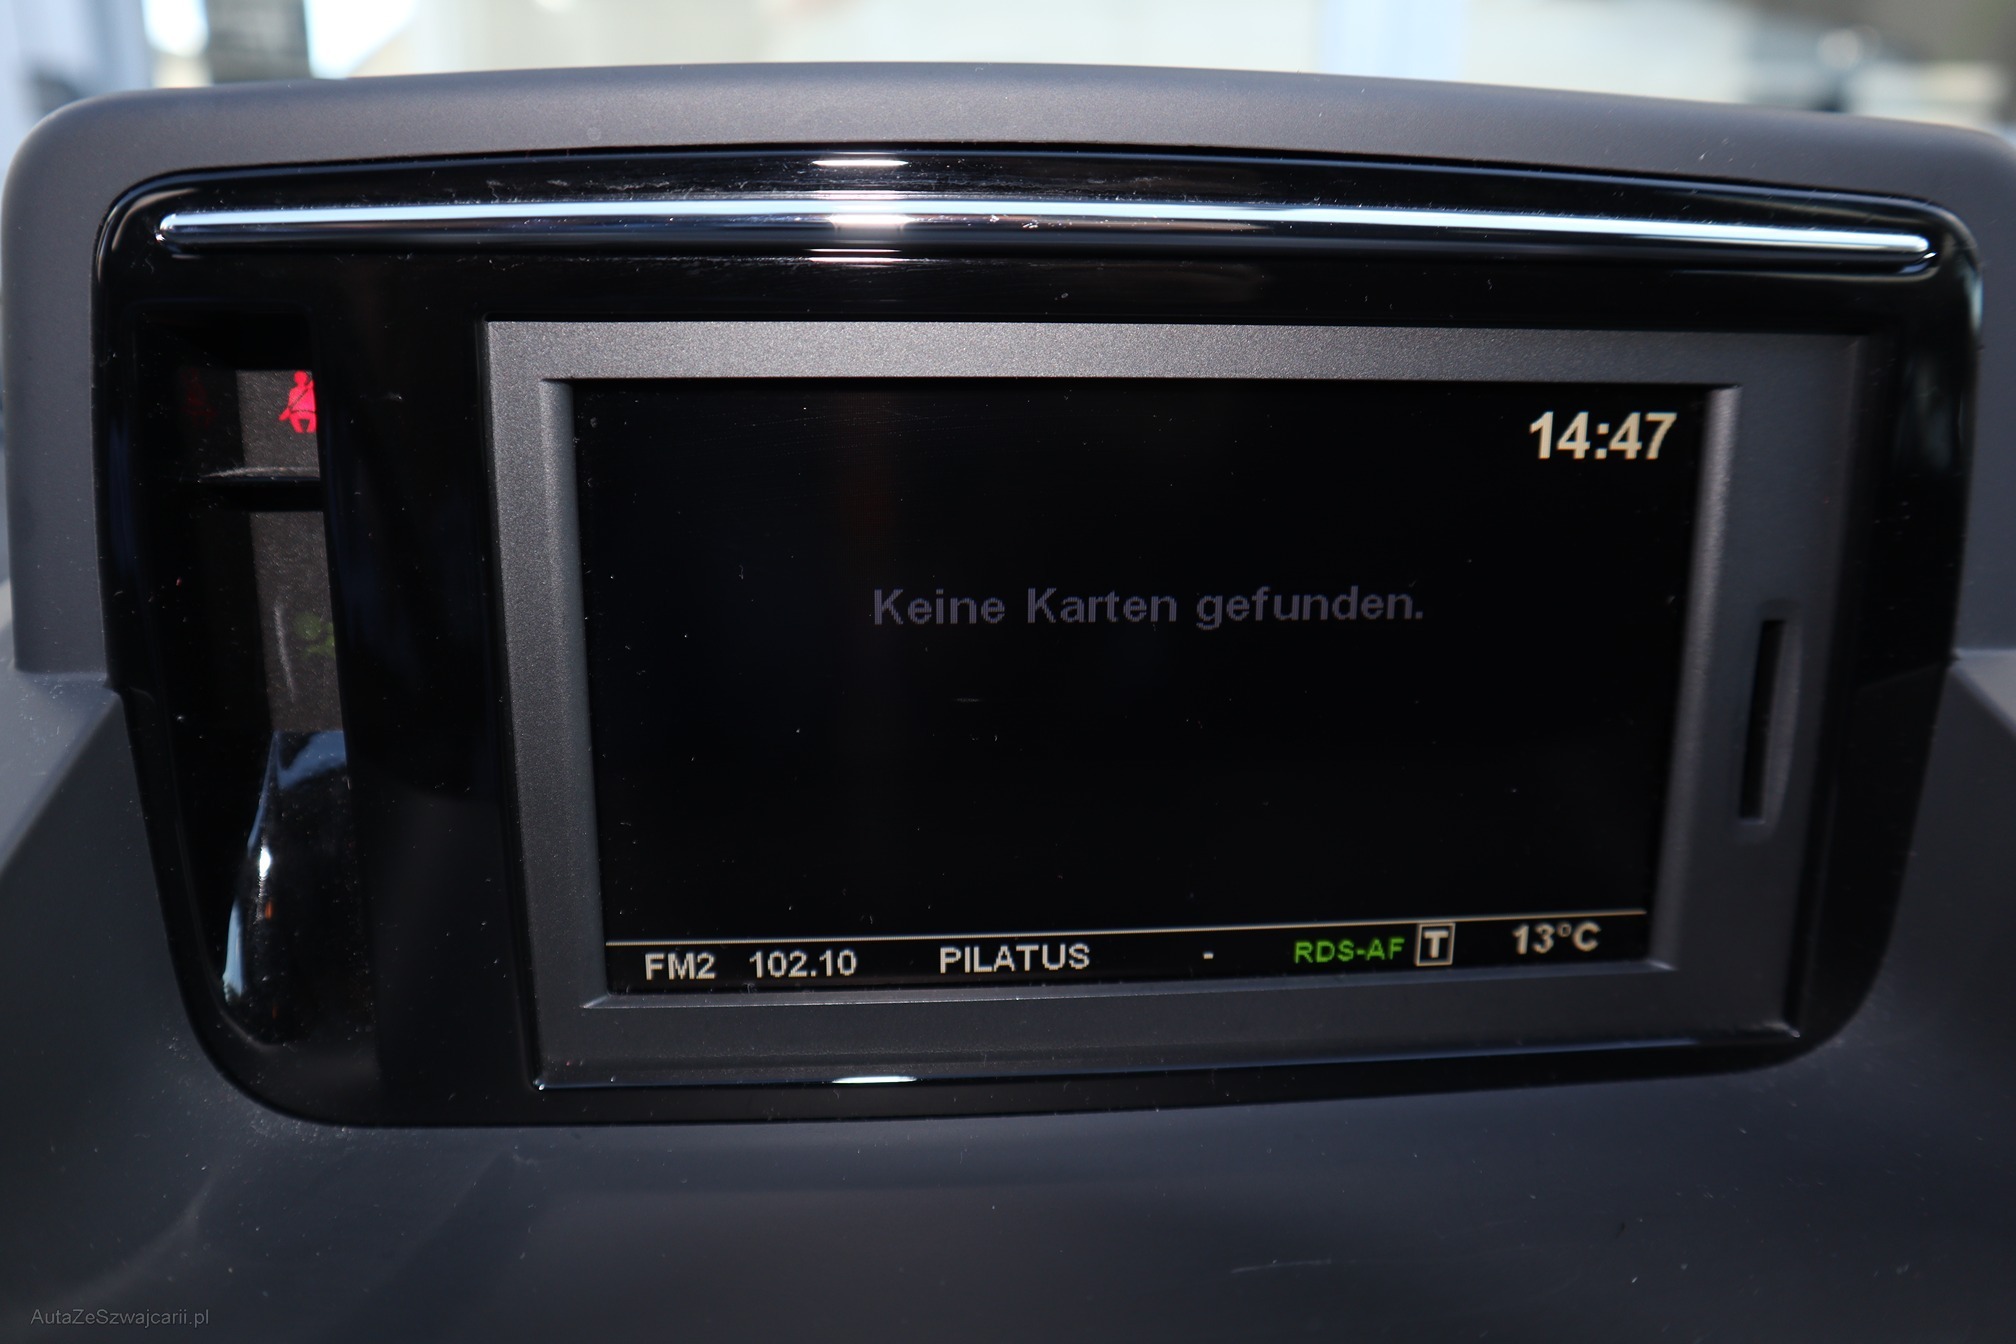 14:47
Keine Karten gefunden.
FM2 102.10 PILATUS - RDS-AF T 13°C
AutaZeSzwajcarii.pl